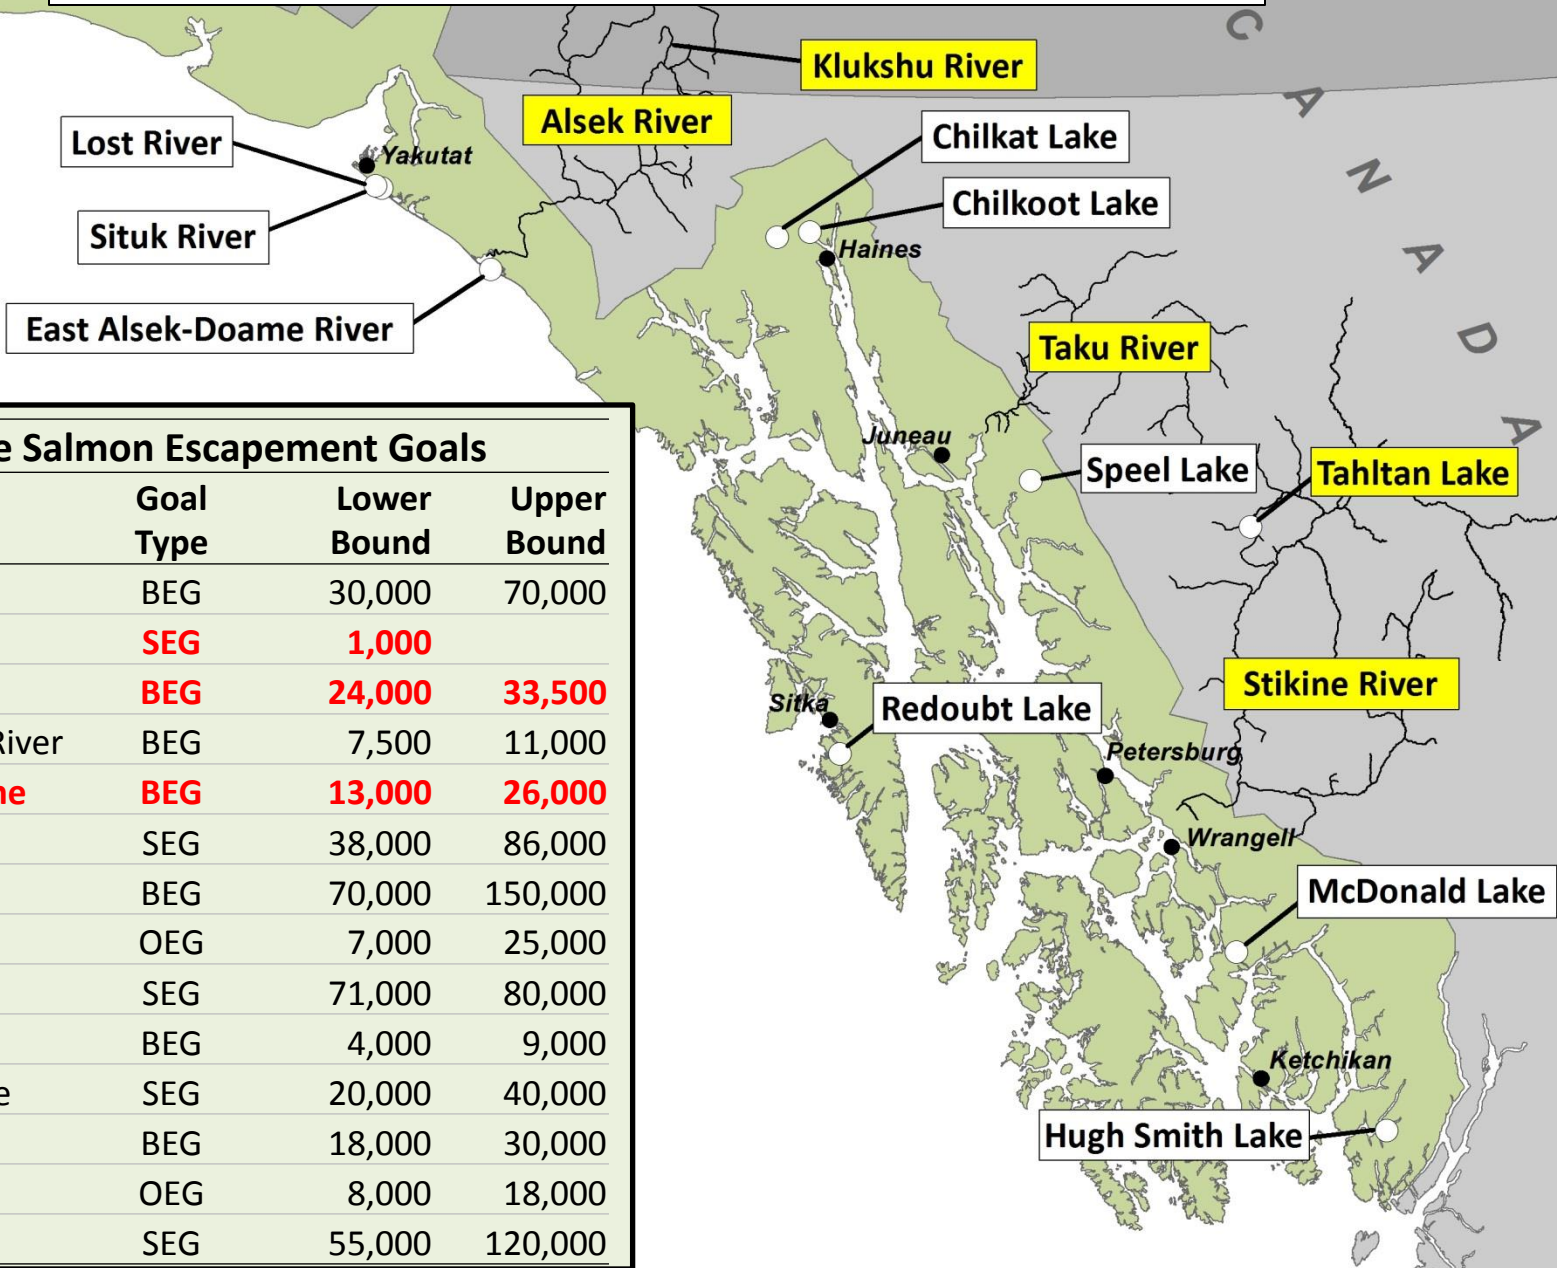 C
A
N
A
D
A
Klukshu River
Alsek River
Lost River
Yakutat
Chilkat Lake
Chilkoot Lake
Situk River
Haines
East Alsek-Doame River
Taku River
Juneau
Speel Lake
Tahltan Lake
Stikine River
Sitka
Redoubt Lake
Petersburg
Wrangell
McDonald Lake
Ketchikan
Hugh Smith Lake
e Salmon Escapement Goals
Goal Lower Upper
Type Bound Bound
BEG 30,000 70,000
SEG 1,000
BEG 24,000 33,500
River BEG 7,500 11,000
ne BEG 13,000 26,000
SEG 38,000 86,000
BEG 70,000 150,000
OEG 7,000 25,000
SEG 71,000 80,000
BEG 4,000 9,000
e SEG 20,000 40,000
BEG 18,000 30,000
OEG 8,000 18,000
SEG 55,000 120,000